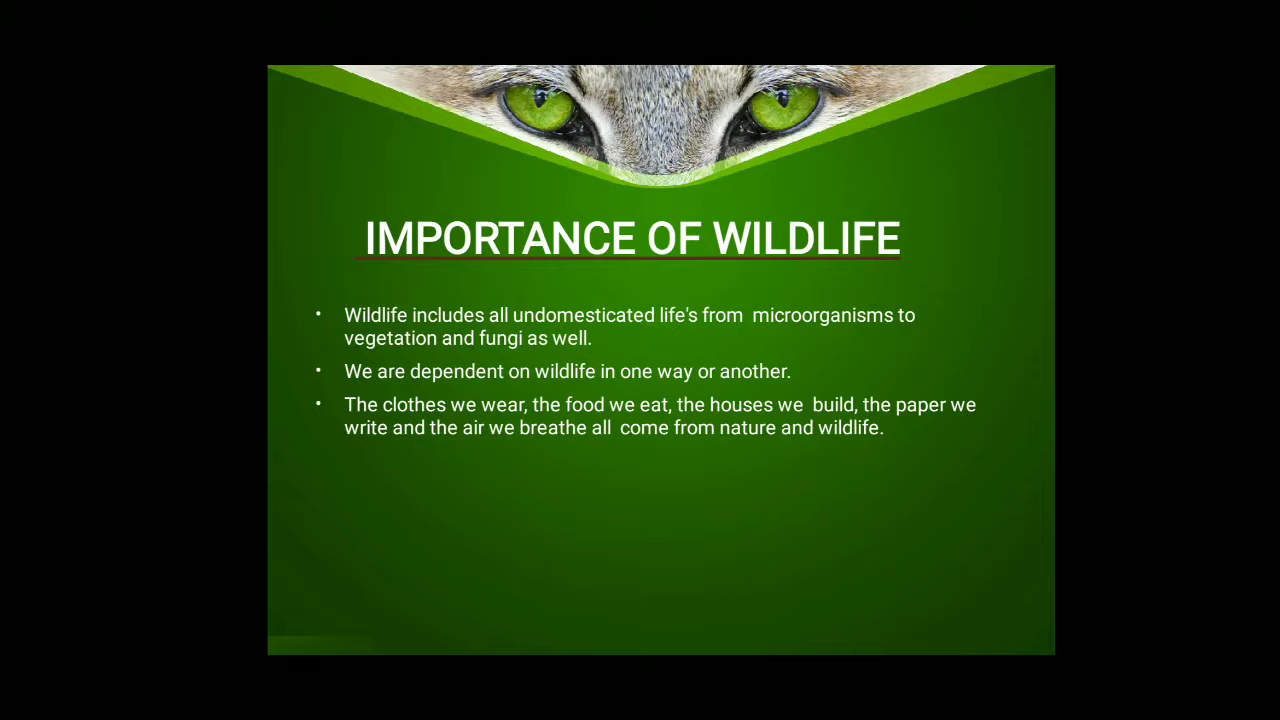 IMPORTANCE OF WILDLIFE
• Wildlife includes all undomesticated life's from  microorganisms to
vegetation and fungi as well.
• We are dependent on wildlife in one way or another.
• The clothes we wear, the food we eat, the houses we  build, the paper we
write and the air we breathe all  come from nature and wildlife.